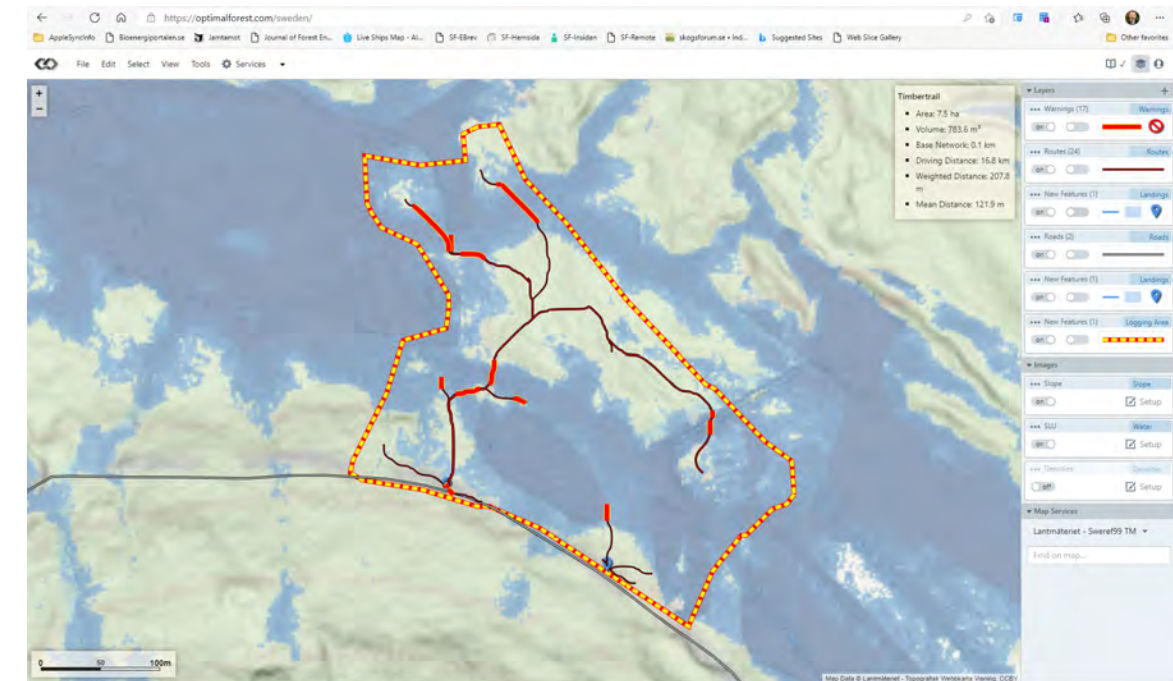 https://optimalforest.com/sweden/
AppleSyncInfo Bioenergiportalen.se Jamtamot Journal of Forest En... Live Ships Map - AI... SF-EBrev SF-Hemsida SF-Insidan SF-Remote skogsforum.se • Ind... Suggested Sites Web Slice Gallery Other favorites
File Edit Select View Tools Services
Timbertrail
Area: 7.5 ha
Volume: 783.6 m³
Base Network: 0.1 km
Driving Distance: 16.8 km
Weighted Distance: 207.8
m
Mean Distance: 121.9 m
Layers
Warnings (17) Warnings
on
Routes (24) Routes
on
New Features (1) Landings
on
Roads (2) Roads
on
New Features (1) Landings
on
New Features (1) Logging Area
on
Images
Slope Slope
on Setup
SLU Water
on Setup
off Setup
Map Services
Lantmäteriet - Sweref99 TM
Find on map...
0 50 100m
Map Data © Lantmäteriet - Topografisk Webbkarta Visning, CCBY